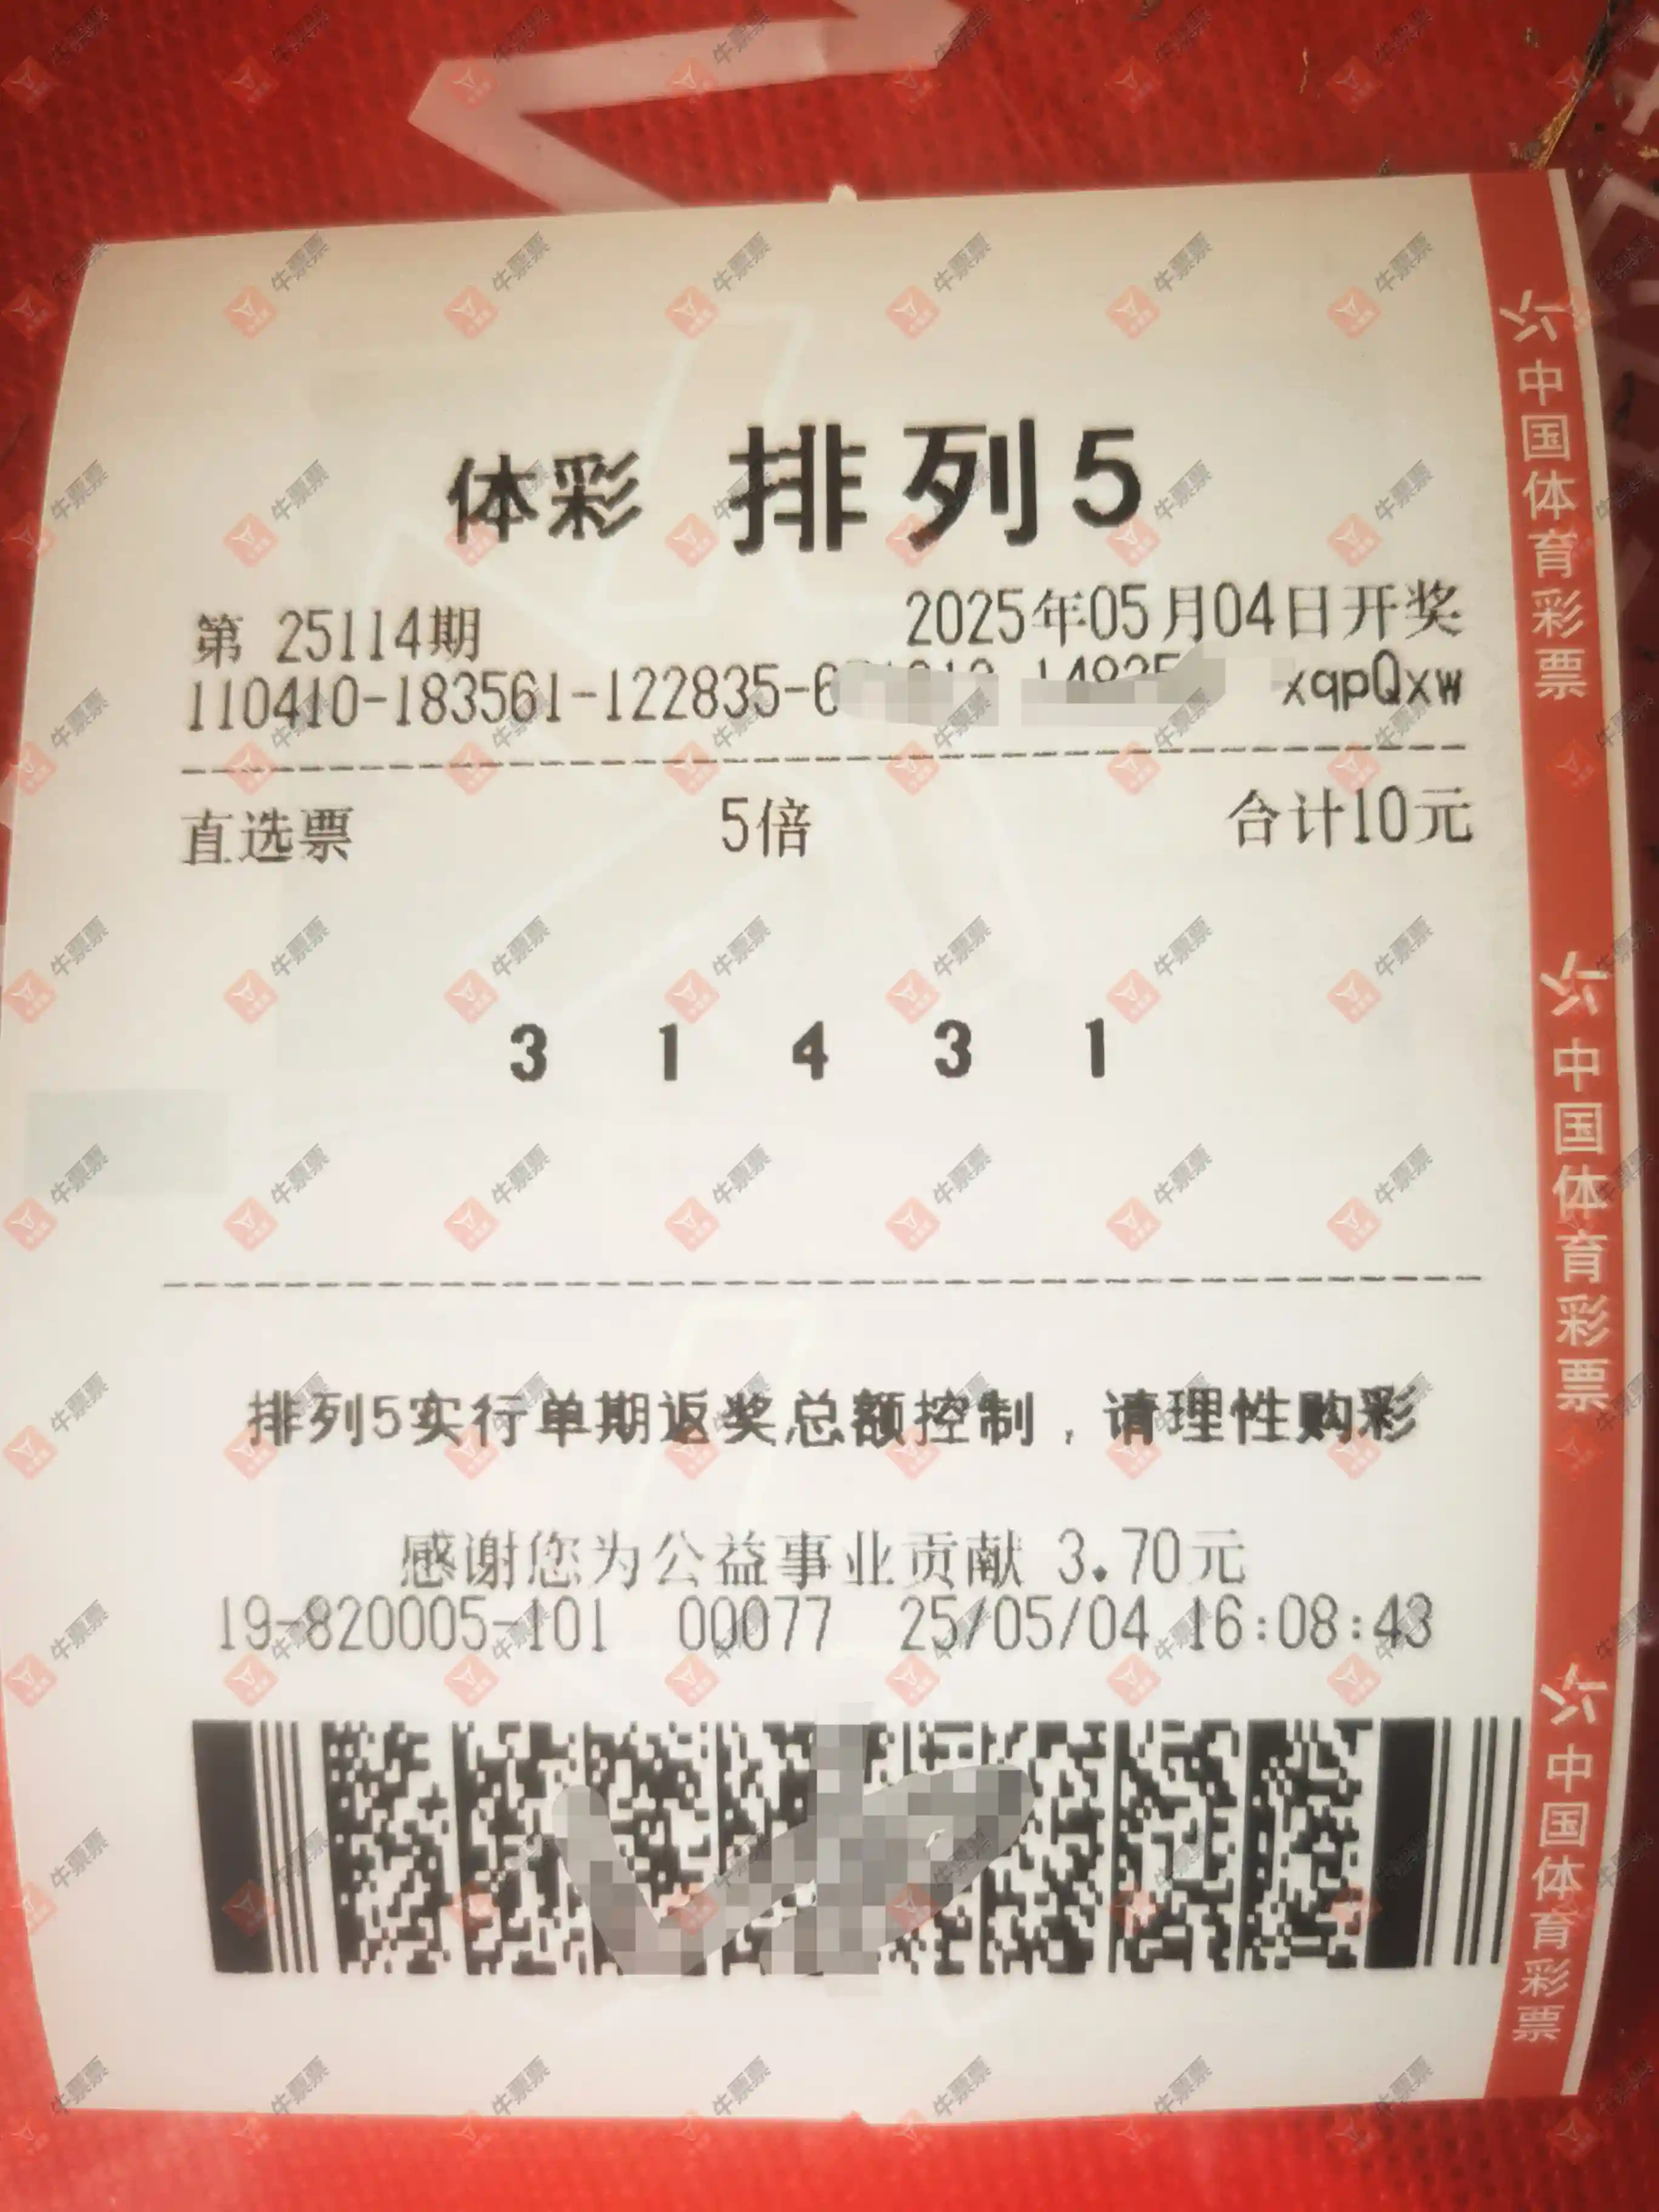 体彩 排列5
第 25114期 2025年05月04日开奖
110410-183561-122835-6 xqpQxw
直选票 5倍 合计10元
3 1 4 3 1
排列5实行单期返奖总额控制，请理性购彩
感谢您为公益事业贡献 3.70元
19-820005-101 00077 25/05/04 16:08:43
中国体育彩票
中国体育彩票
中国体育彩票
牛票票